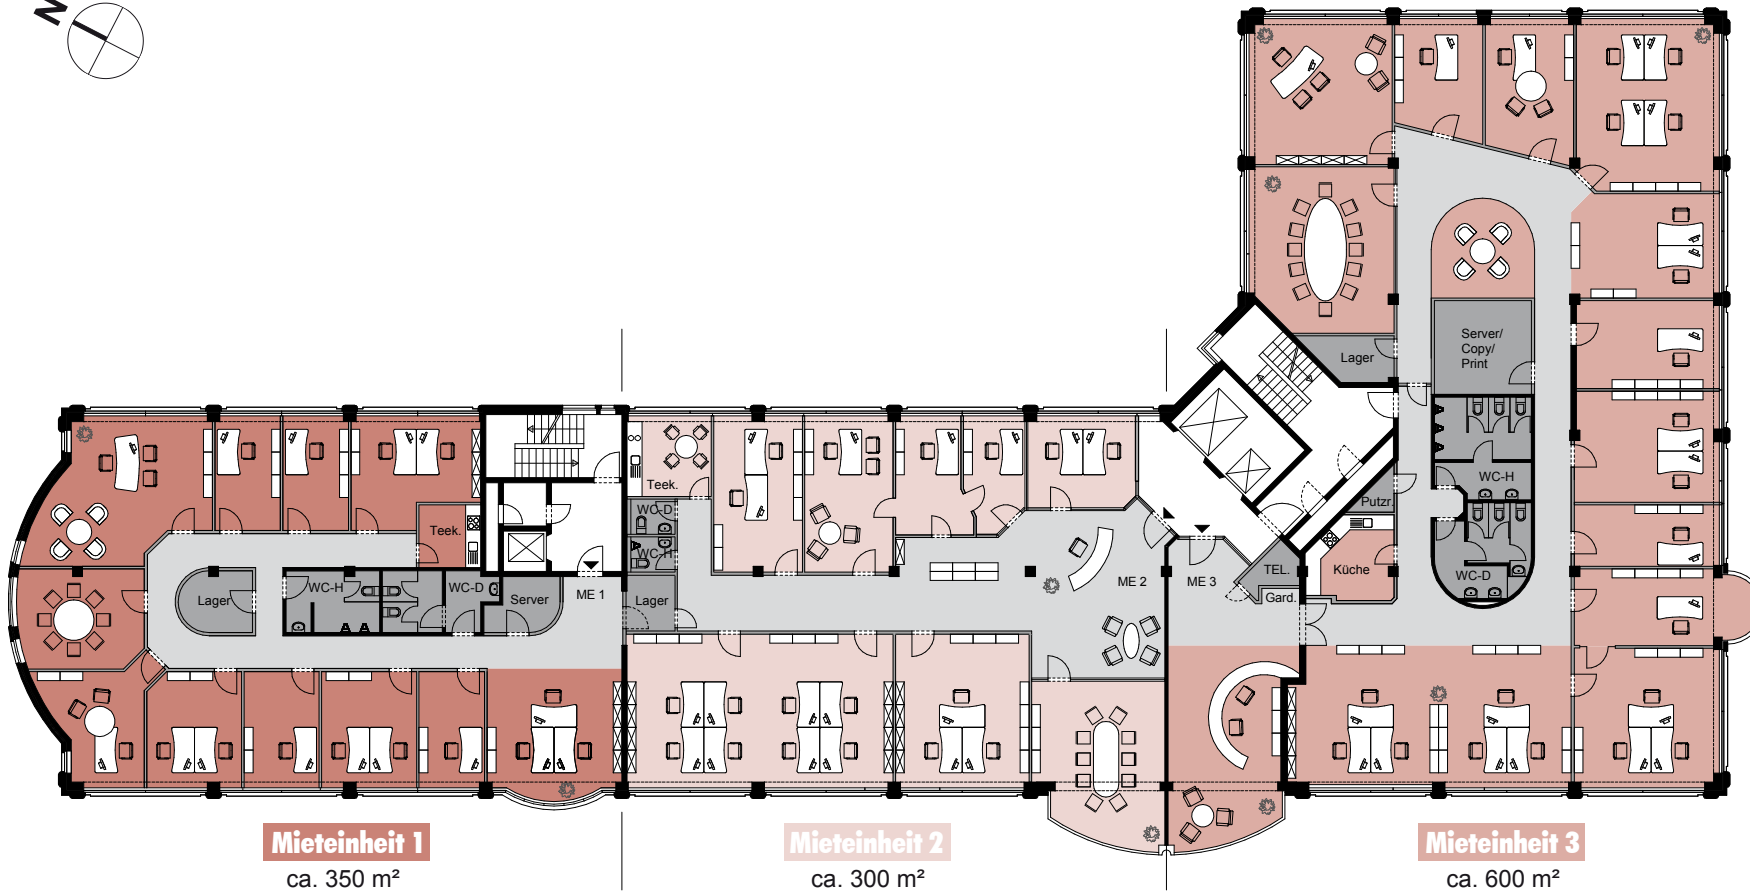 N
Server/
Copy/
Print
Lager
WC-H
Putzr
WC-D
Küche
TEL.
Gard.
ME 3
ME 2
Teek.
WC-D
WC-H
Lager
Teek.
ME 1
Lager
WC-H
WC-D
Server
Mieteinheit 1
ca. 350 m²
Mieteinheit 2
ca. 300 m²
Mieteinheit 3
ca. 600 m²